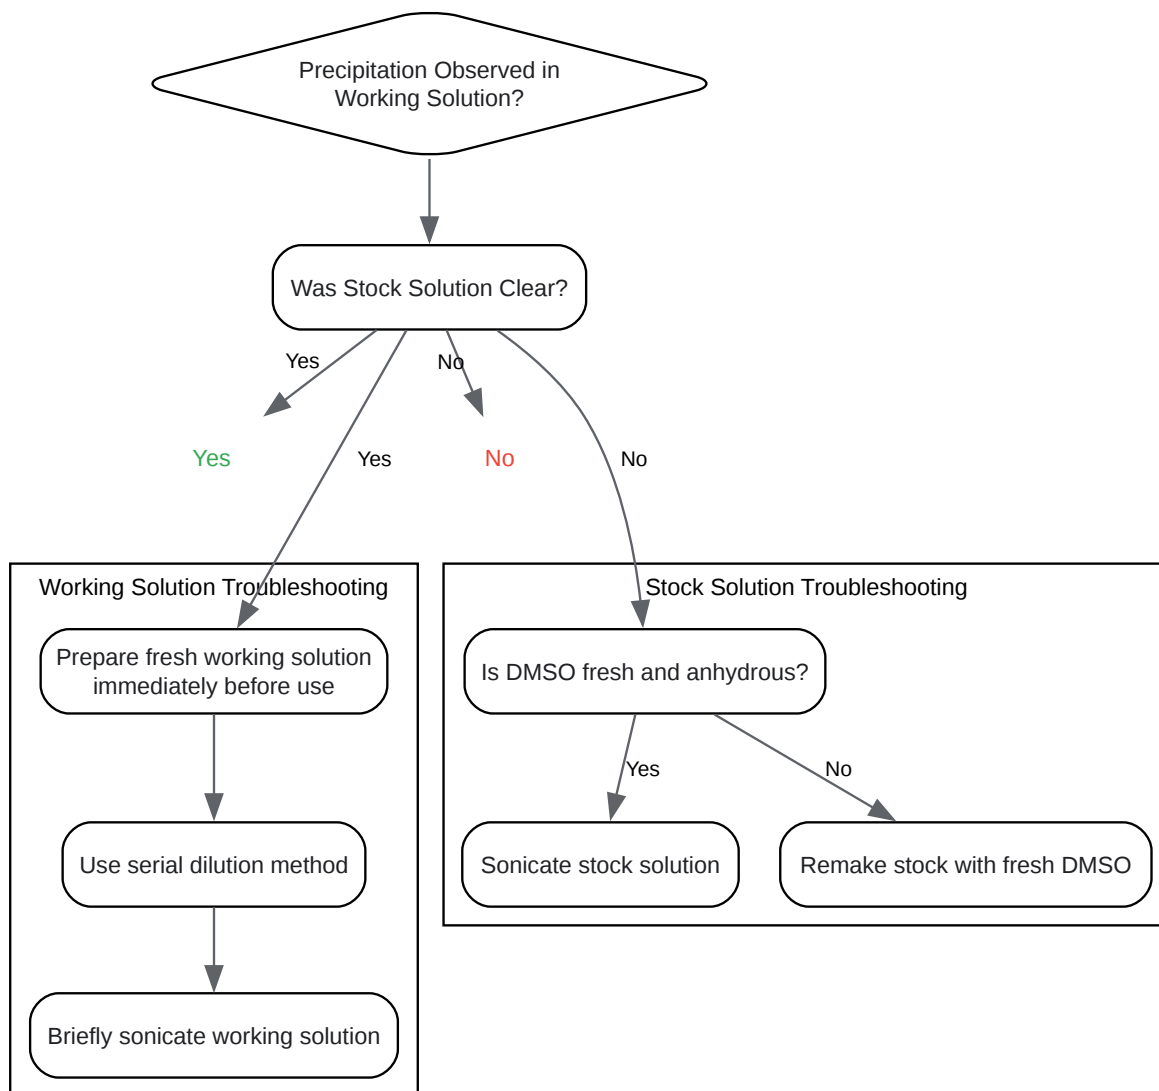 Precipitation Observed in
Working Solution?
Was Stock Solution Clear?
Yes
No
Yes
Yes
No
No
Working Solution Troubleshooting
Stock Solution Troubleshooting
Prepare fresh working solution
immediately before use
Is DMSO fresh and anhydrous?
Yes
No
Use serial dilution method
Sonicate stock solution
Remake stock with fresh DMSO
Briefly sonicate working solution